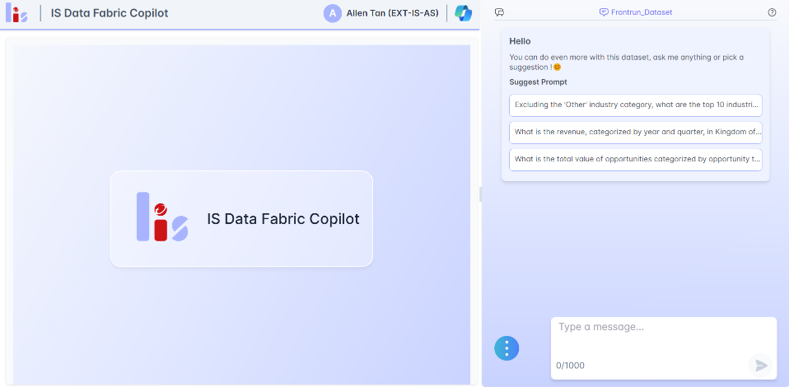 lis
IS Data Fabric Copilot
A
Allen Tan (EXT-IS-AS)
lis
IS Data Fabric Copilot
Frontrun_Dataset
Hello
You can do even more with this dataset, ask me anything or pick a
suggestion !😊
Suggest Prompt
Excluding the 'Other' industry category, what are the top 10 industri...
What is the revenue, categorized by year and quarter, in Kingdom of...
What is the total value of opportunities categorized by opportunity t...
Type a message...
0/1000